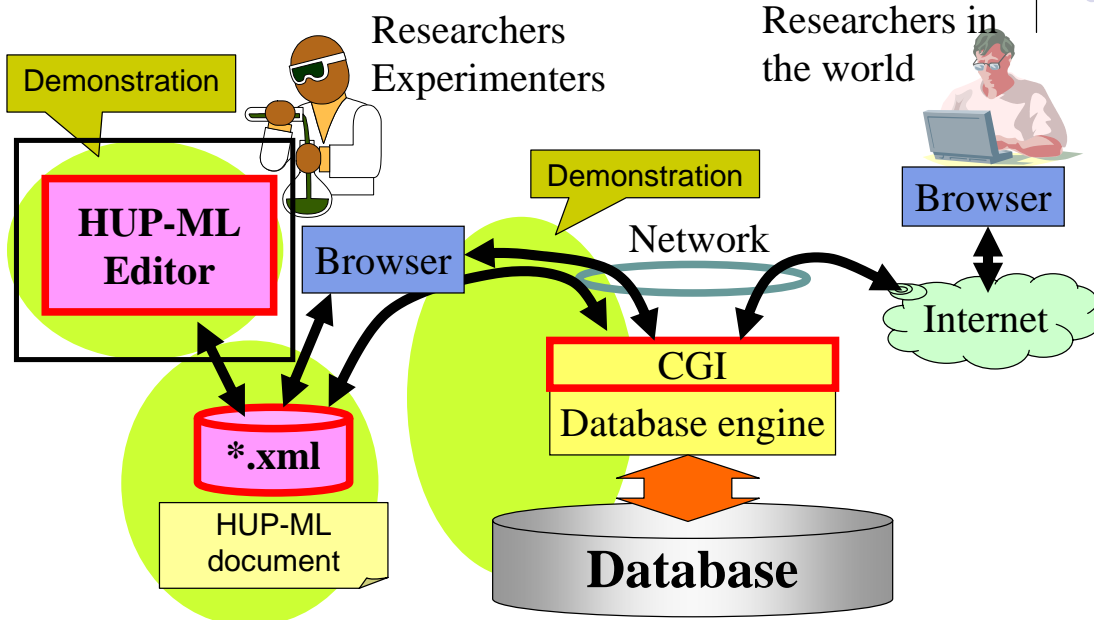 Researchers
Experimenters
Researchers in
the world
Demonstration
HUP-ML
Editor
Demonstration
Browser
Network
Browser
Internet
CGI
Database engine
*.xml
HUP-ML
document
Database